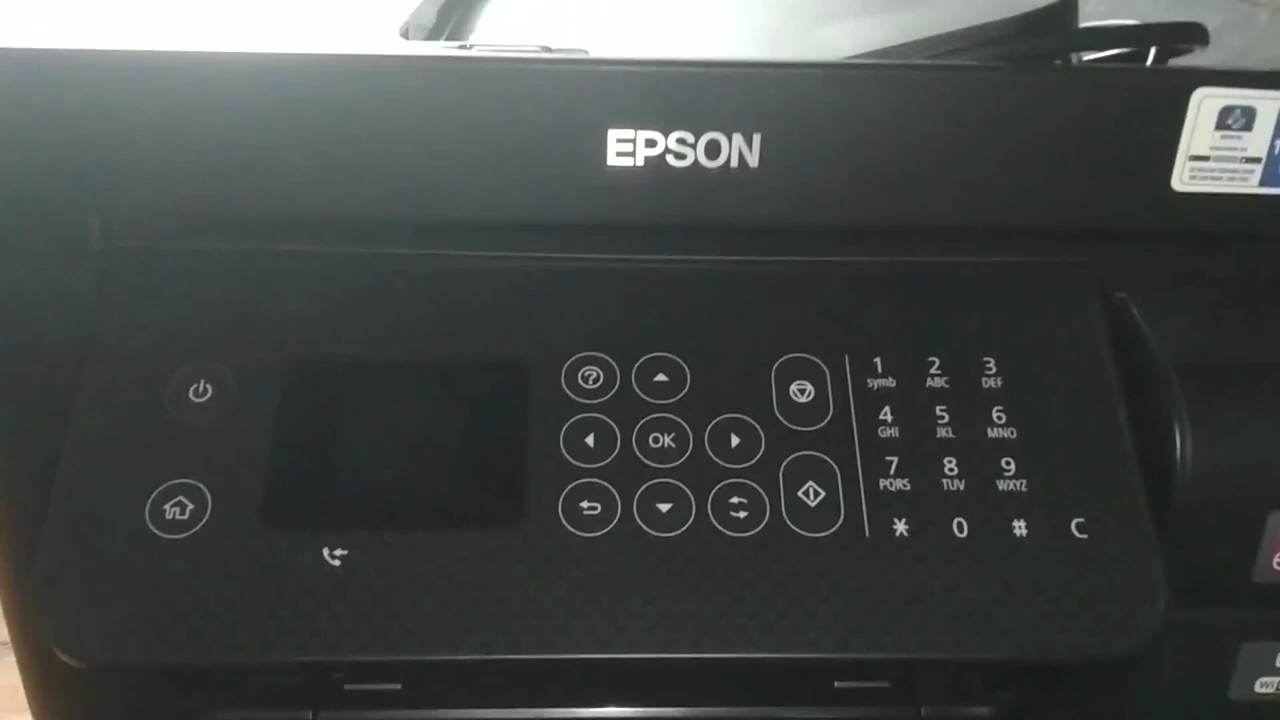 EPSON
OK
1 2 3
symb ABC DEF
4 5 6
GHI JKL MNO
7 8 9
PQRS TUV WXYZ
* 0 # C